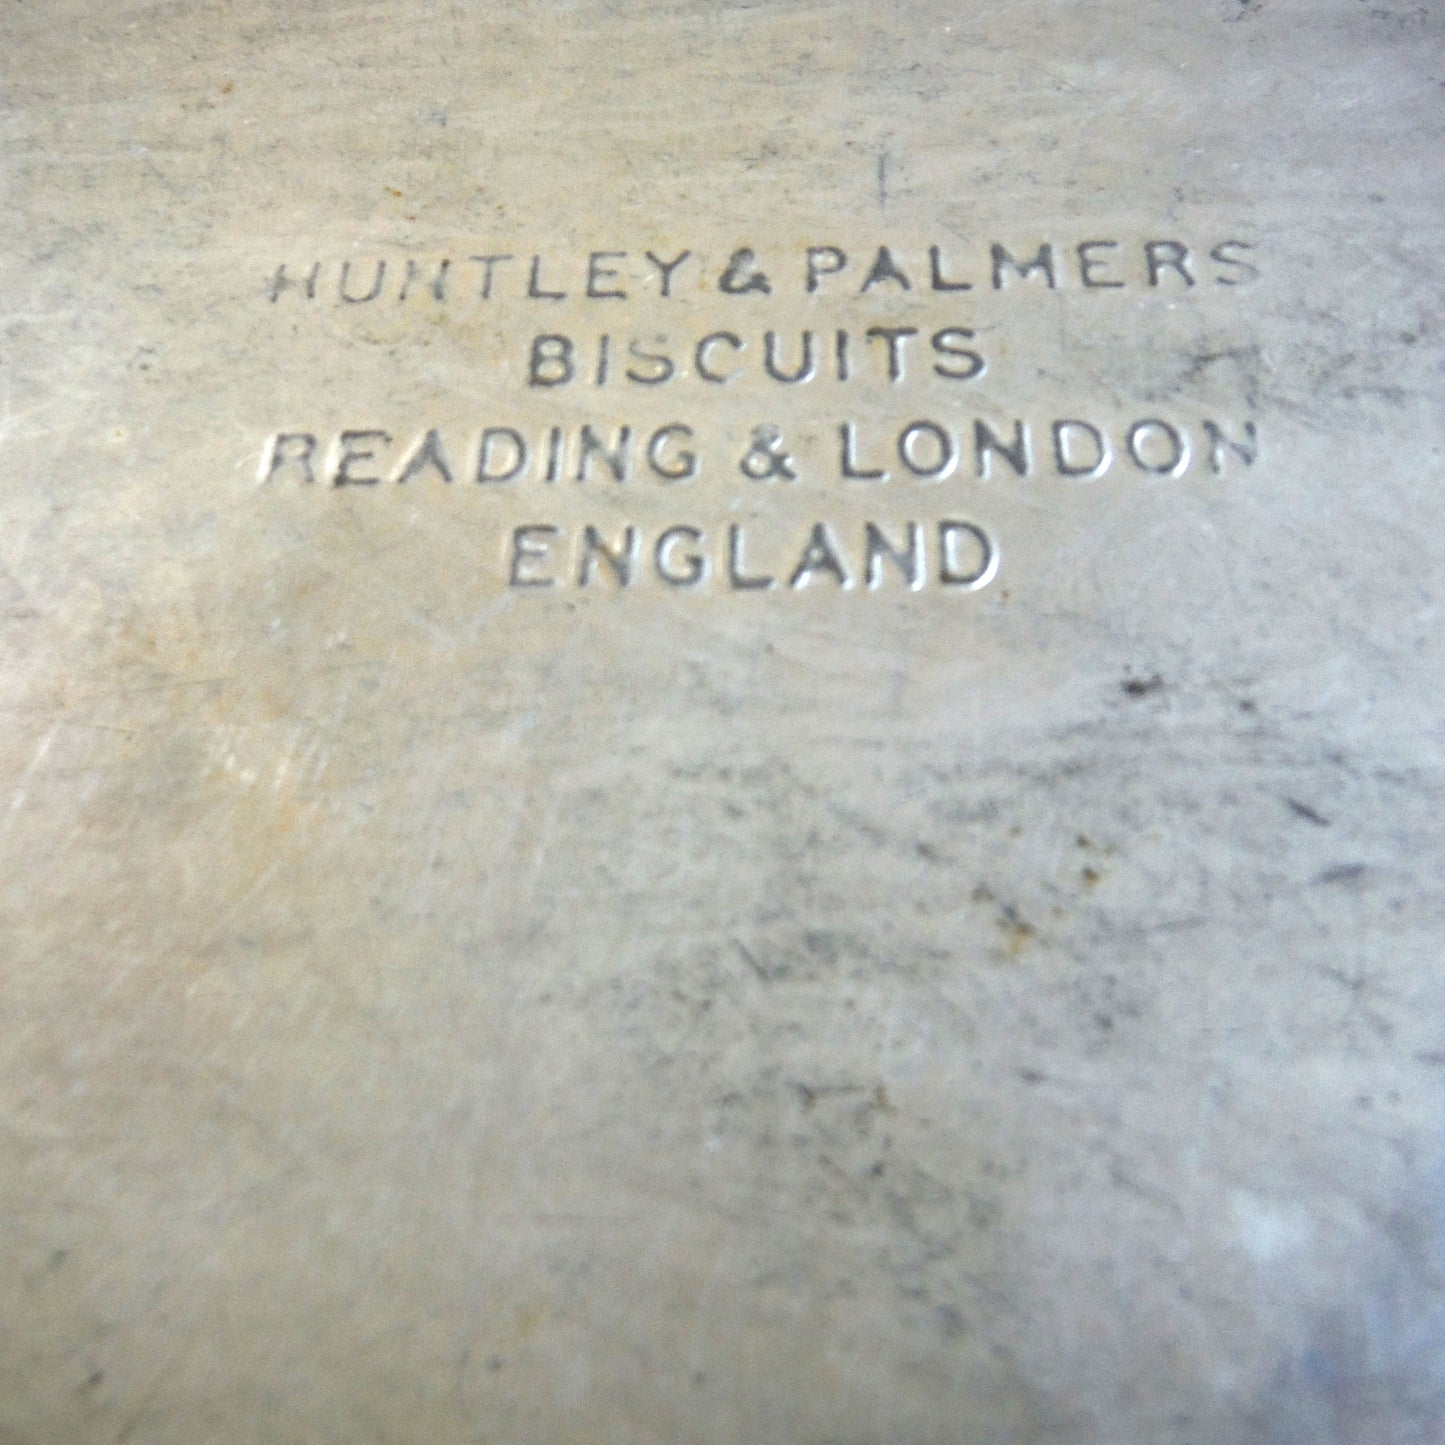 HUNTLEY & PALMERS
BISCUITS
READING & LONDON
ENGLAND